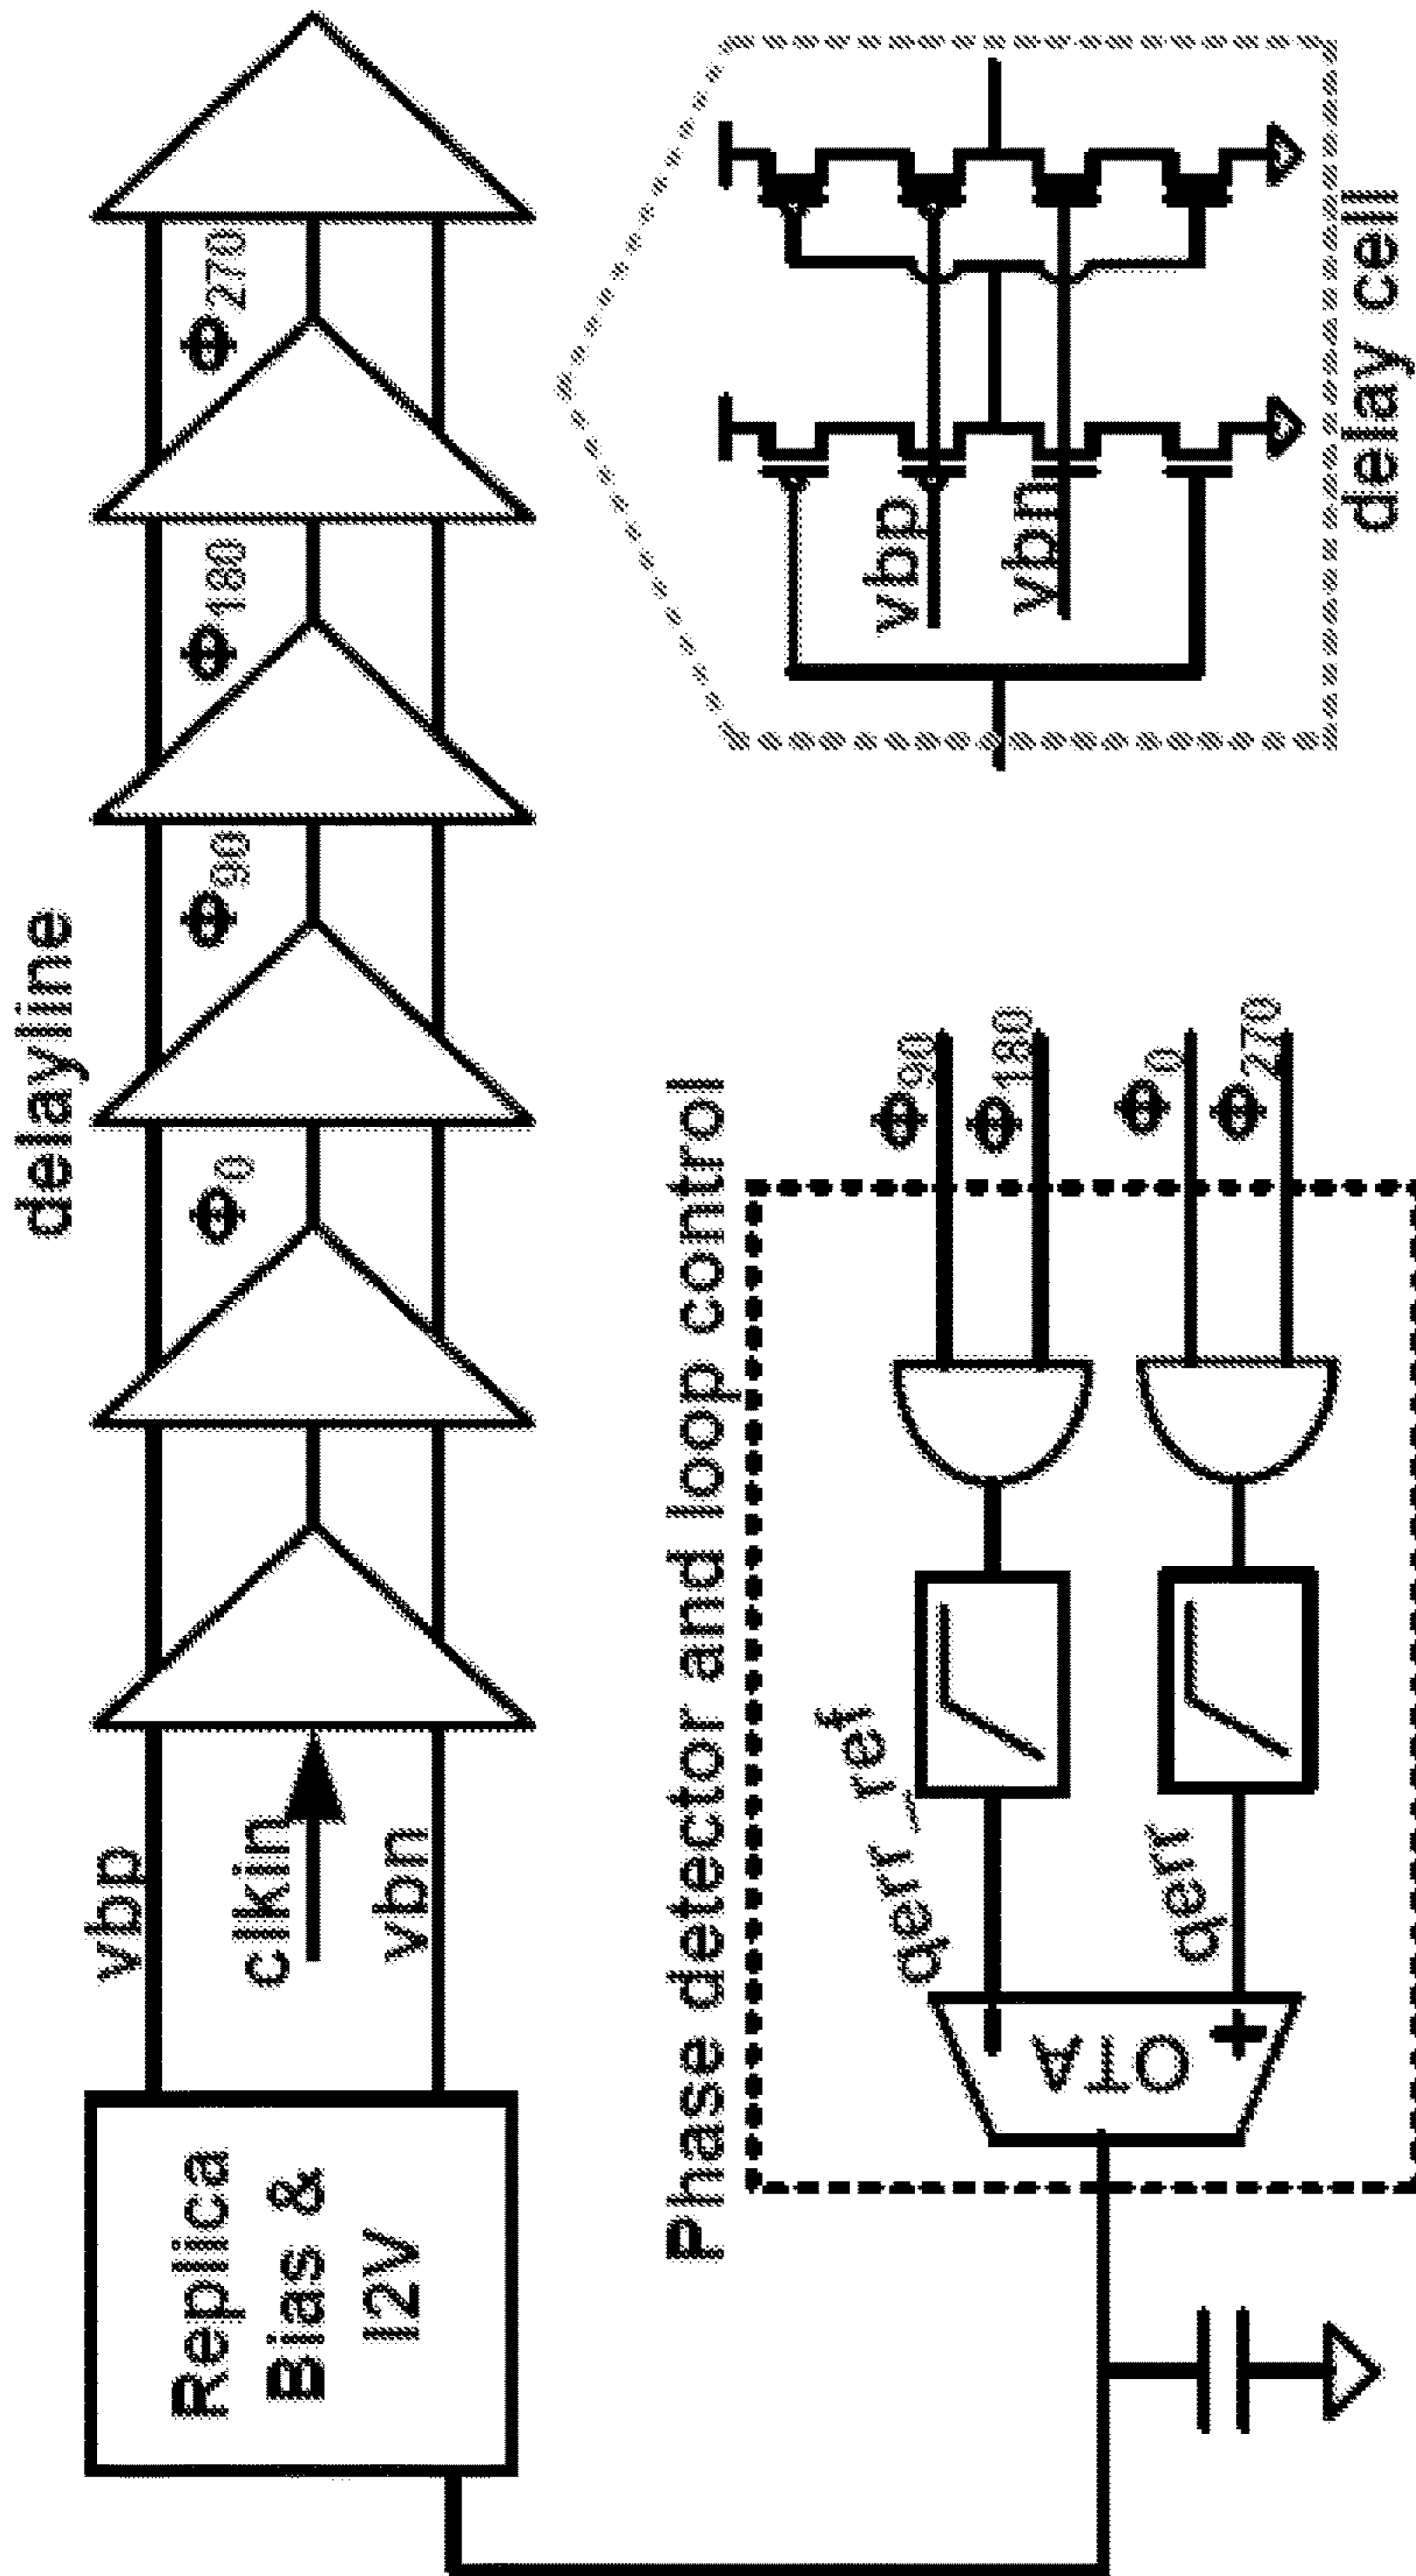 delayline
Replica
Bias &
I2V
vbp
clkin
vbn
Φ0
Φ90
Φ180
Φ270
Phase detector and loop control
OTA
-
+
qerr_ref
qerr
Φ90
Φ180
Φ0
Φ270
vbp
vbn
delay cell